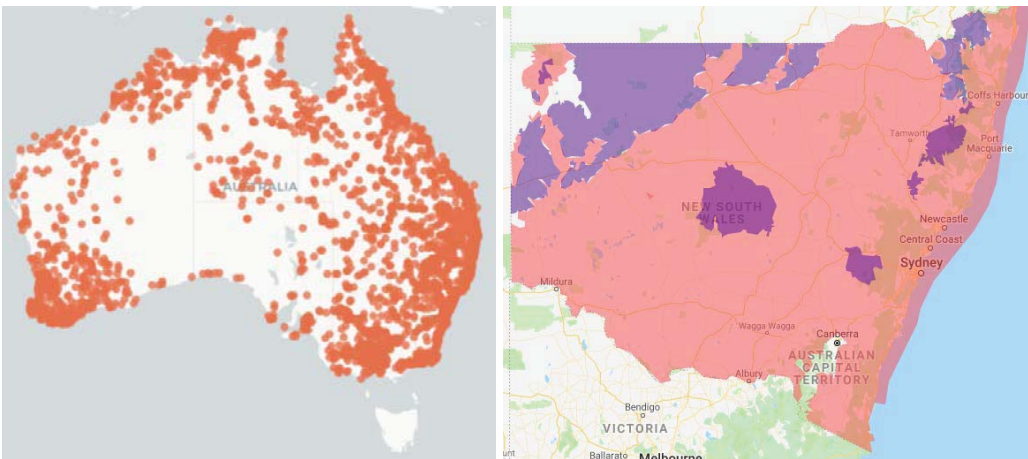 AUSTRALIA
Coffs Harbour
Tamworth
Port
Macquarie
NEW SOUTH
WALES
Newcastle
Central Coast
Sydney
Mildura
Wagga Wagga
Canberra
AUSTRALIAN
CAPITAL
TERRITORY
Albury
Bendigo
VICTORIA
Ballarato
Melbourne